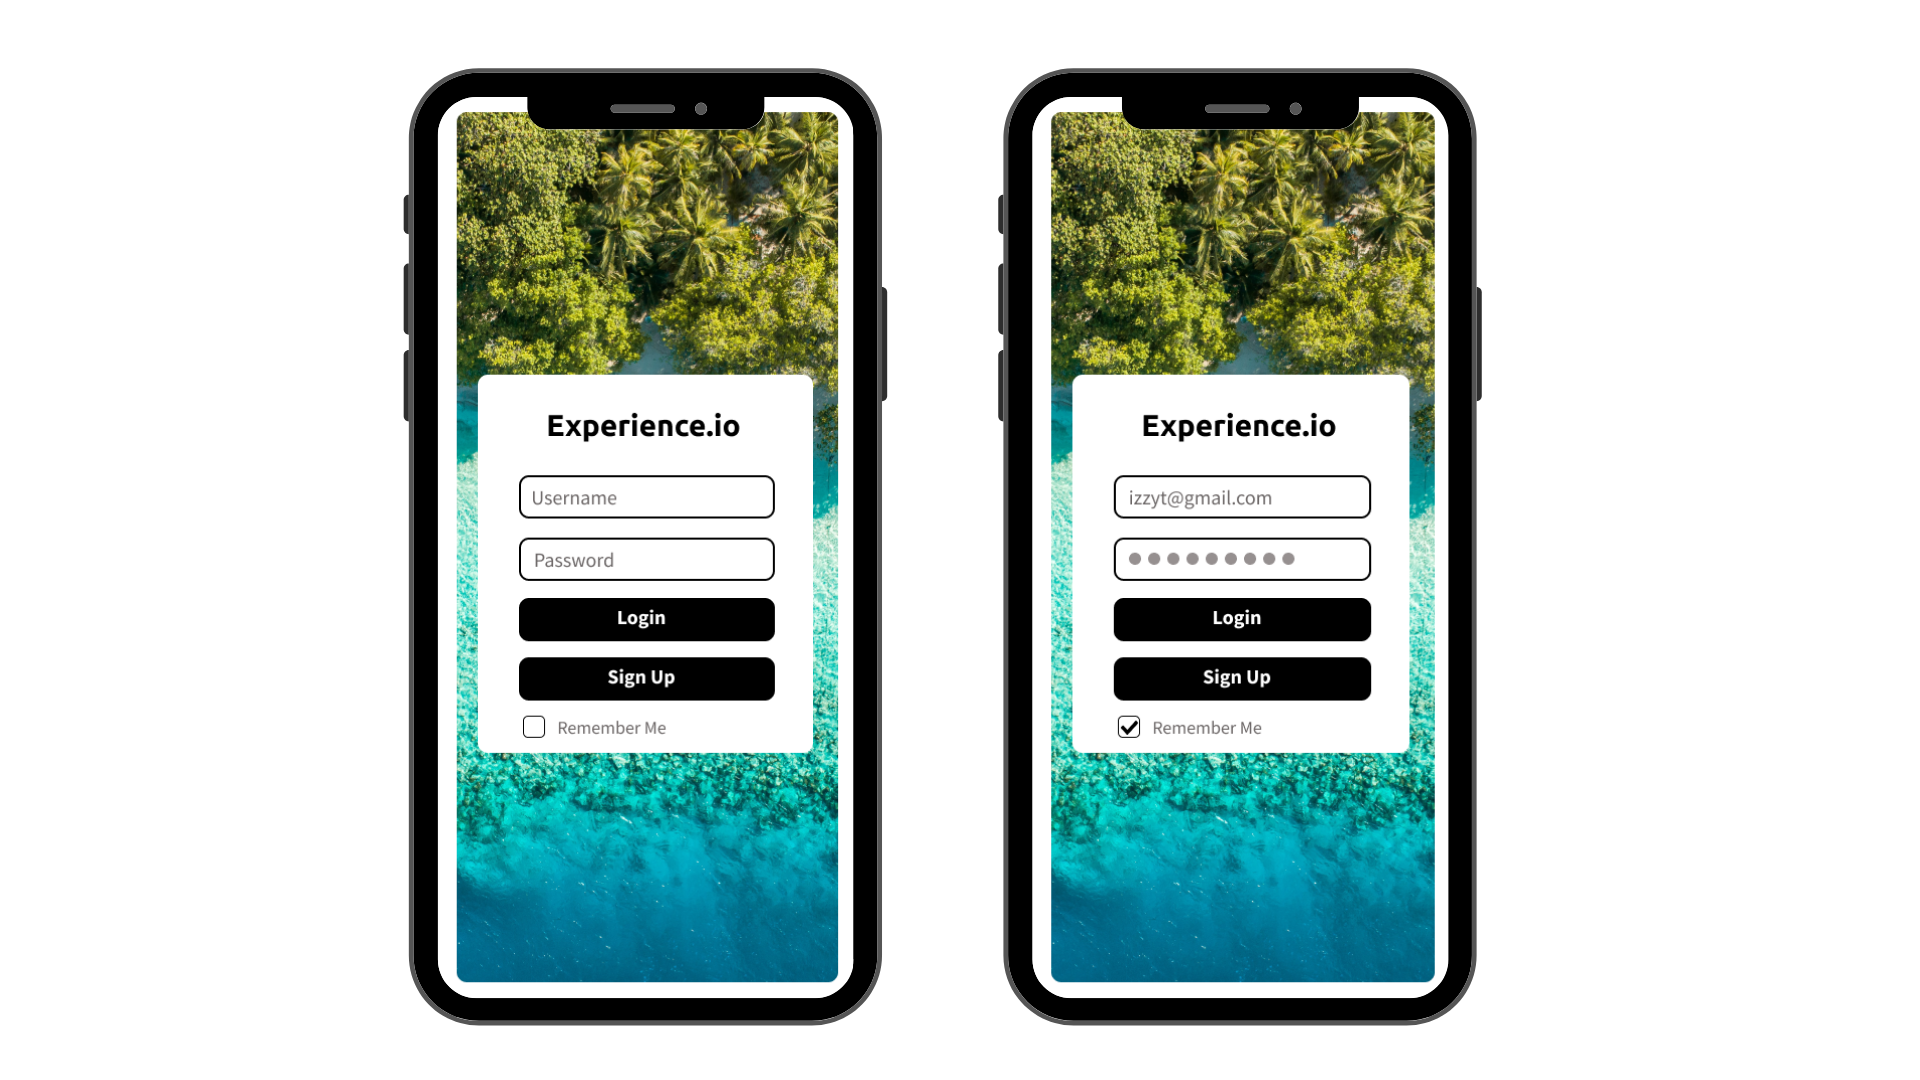 Experience.io
Username
Password
Login
Sign Up
Remember Me
Experience.io
izzyt@gmail.com
Login
Sign Up
Remember Me